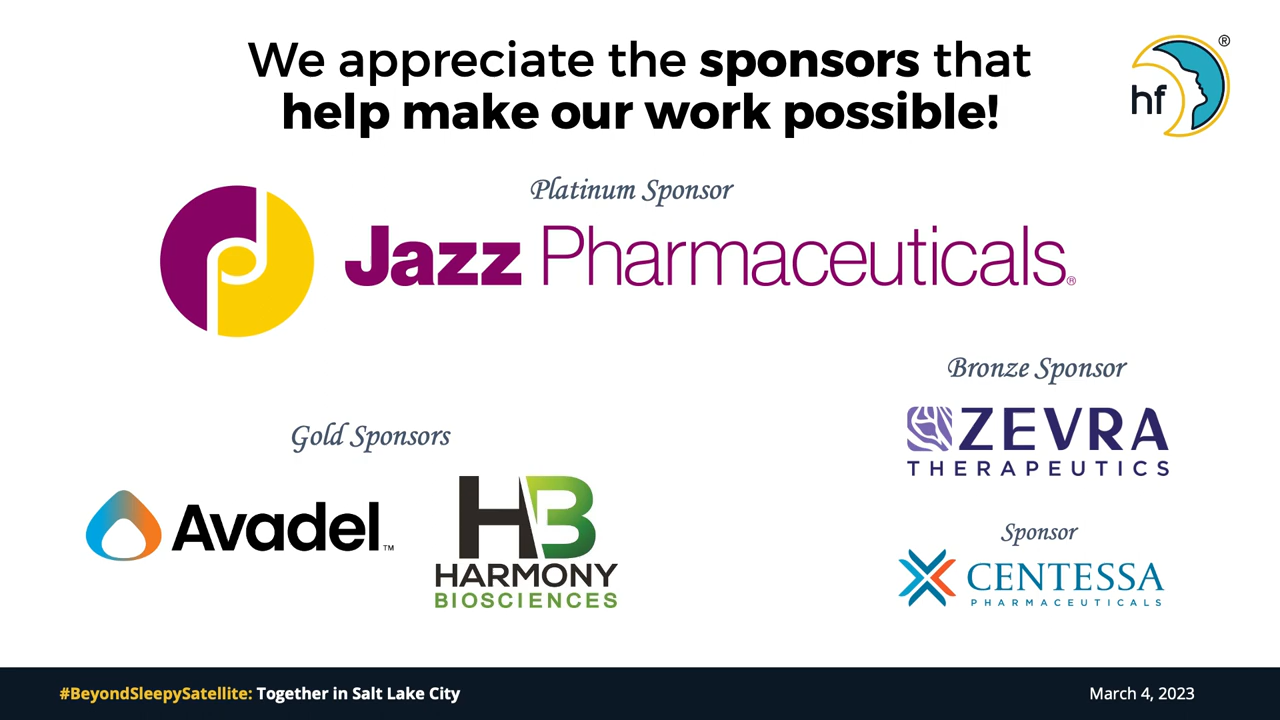 We appreciate the sponsors that
help make our work possible!
hf
®
Platinum Sponsor
Jazz Pharmaceuticals®
Bronze Sponsor
ZEVRA
THERAPEUTICS
Gold Sponsors
Avadel™
HB
HARMONY
BIOSCIENCES
Sponsor
CENTESSA
PHARMACEUTICALS
#BeyondSleepySatellite: Together in Salt Lake City
March 4, 2023